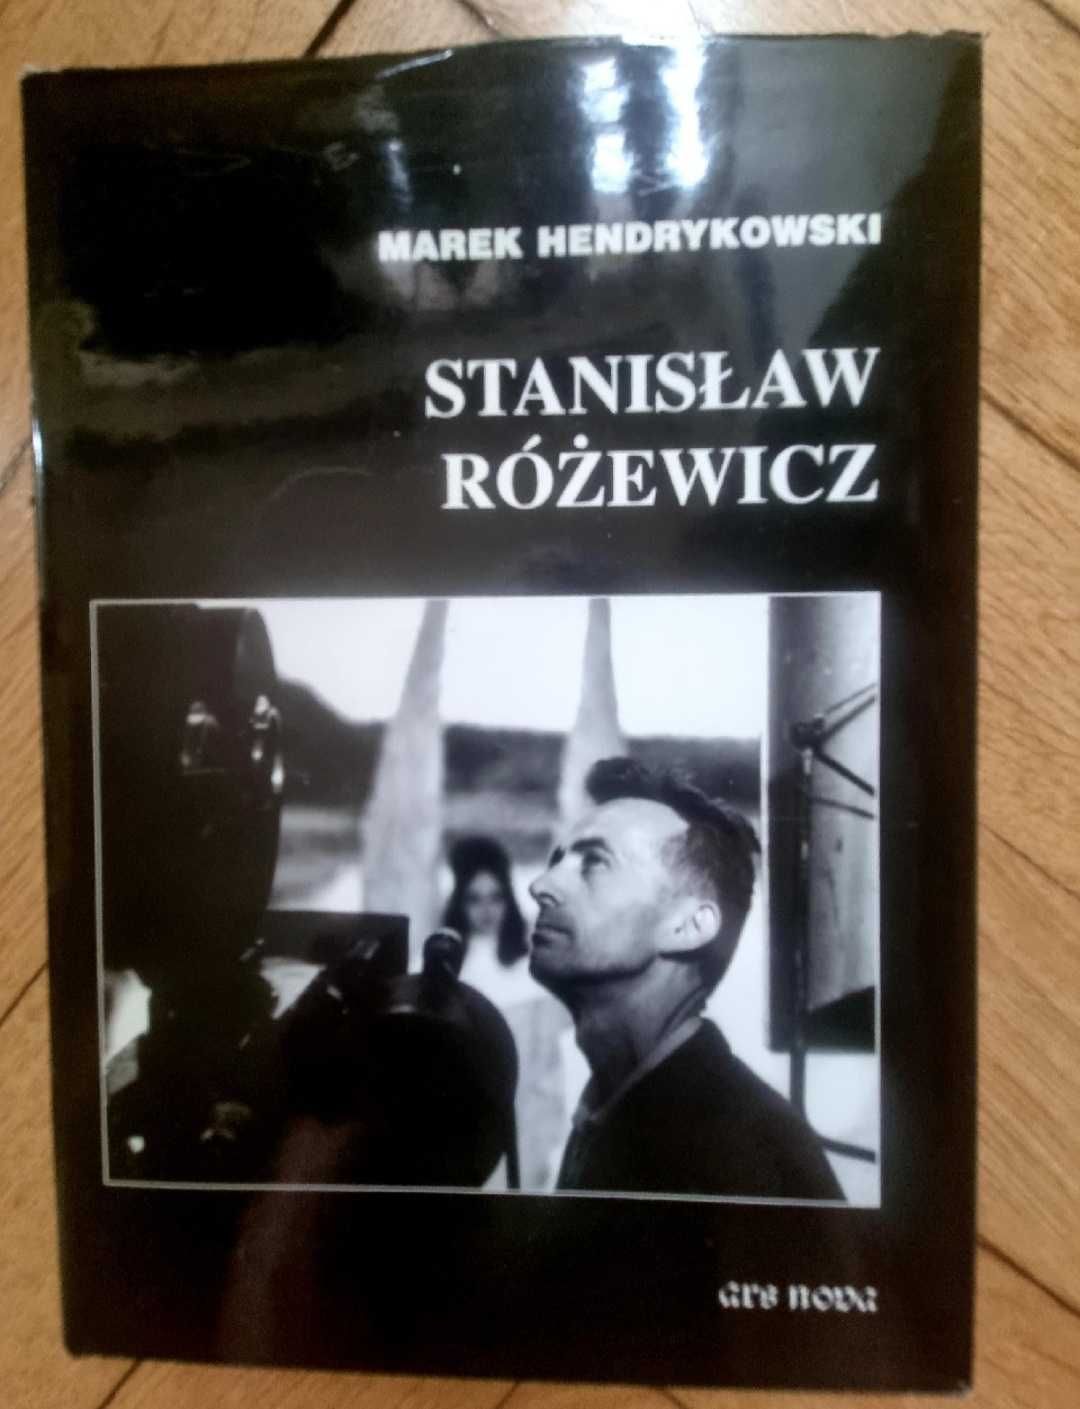 MAREK HENDRYKOWSKI
STANISŁAW
RÓŻEWICZ
ars nova